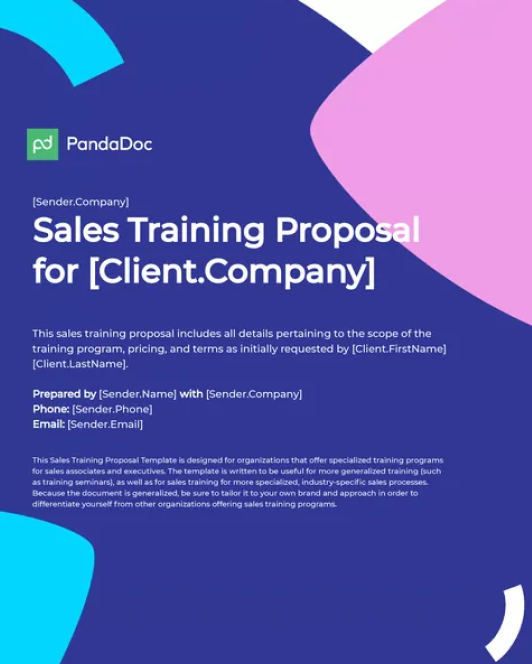 pd PandaDoc
[Sender.Company]
Sales Training Proposal
for [Client.Company]
This sales training proposal includes all details pertaining to the scope of the
training program, pricing, and terms as initially requested by [Client.FirstName]
[Client.LastName].
Prepared by [Sender.Name] with [Sender.Company]
Phone: [Sender.Phone]
Email: [Sender.Email]
This Sales Training Proposal Template is designed for organizations that offer specialized training programs
for sales associates and executives. The template is written to be useful for more generalized training (such
as training seminars), as well as for sales training for more specialized, industry-specific sales processes.
Because the document is generalized, be sure to tailor it to your own brand and approach in order to
differentiate yourself from other organizations offering sales training programs.